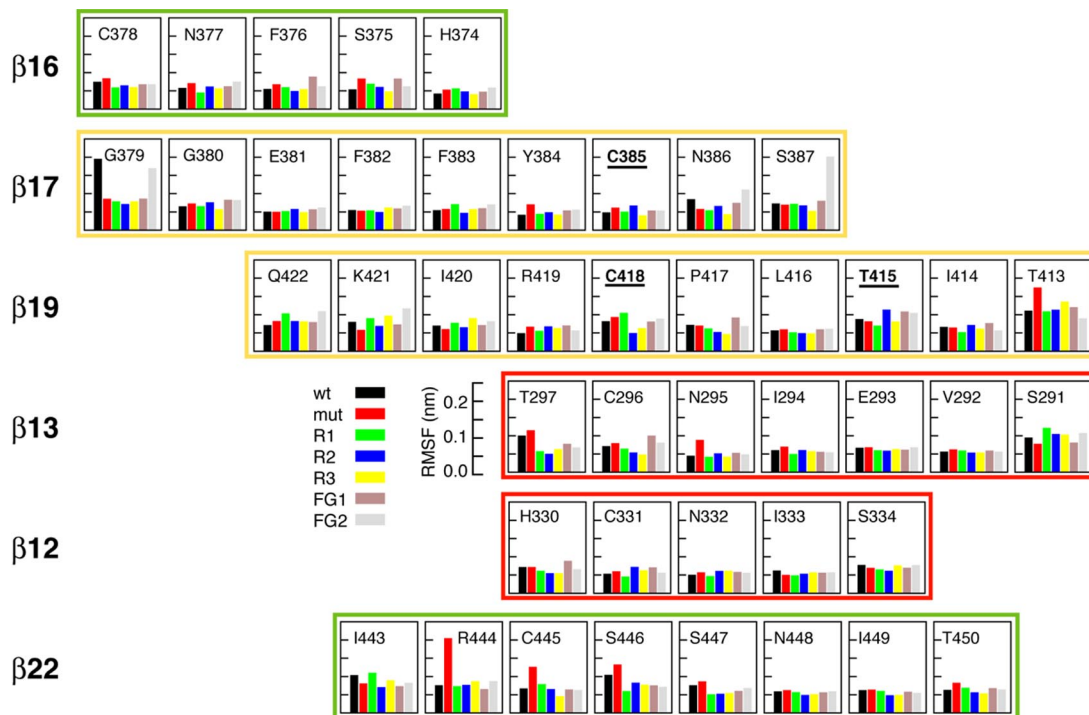 β16
C378 N377 F376 S375 H374
β17
G379 G380 E381 F382 F383 Y384 C385 N386 S387
β19
Q422 K421 I420 R419 C418 P417 L416 T415 I414 T413
β13
T297 C296 N295 I294 E293 V292 S291
wt
mut
R1
R2
R3
FG1
FG2
RMSF (nm)
0.2
0.1
0.0
β12
H330 C331 N332 I333 S334
β22
I443 R444 C445 S446 S447 N448 I449 T450